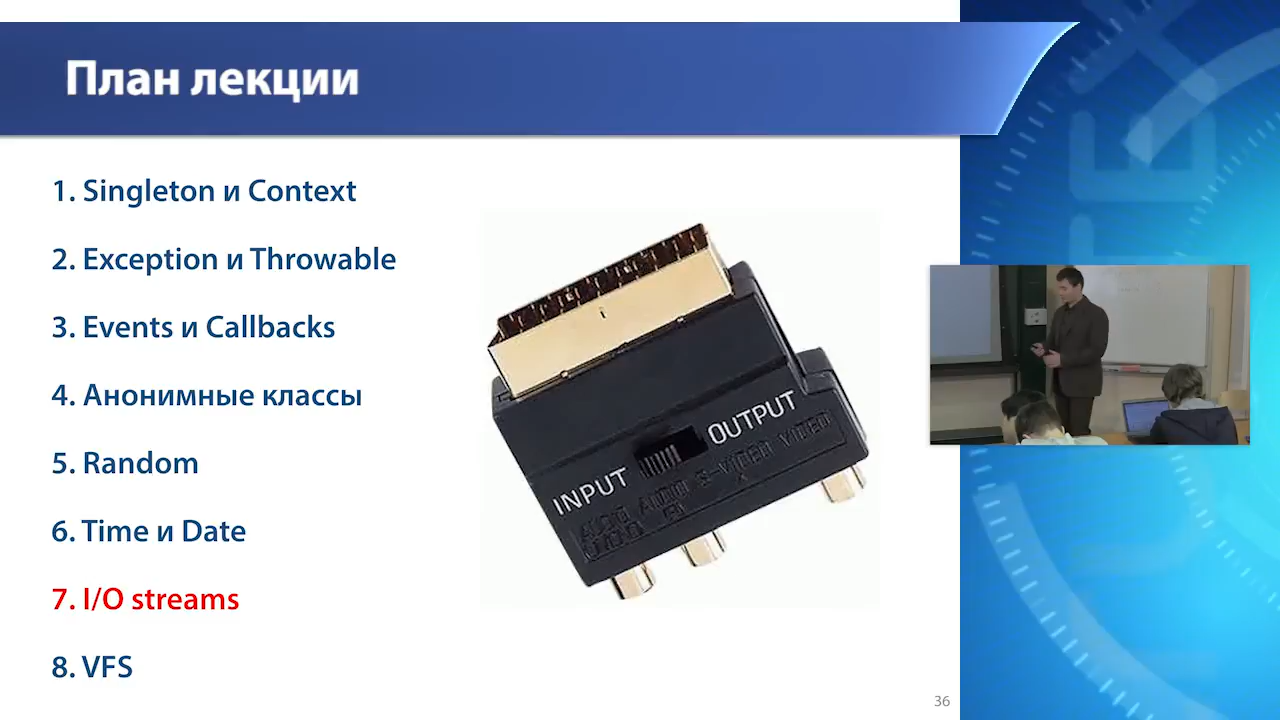 План лекции
1. Singleton и Context
2. Exception и Throwable
3. Events и Callbacks
4. Анонимные классы
5. Random
6. Time и Date
7. I/O streams
8. VFS
INPUT OUTPUT
AUDIO S-VIDEO VIDEO
36